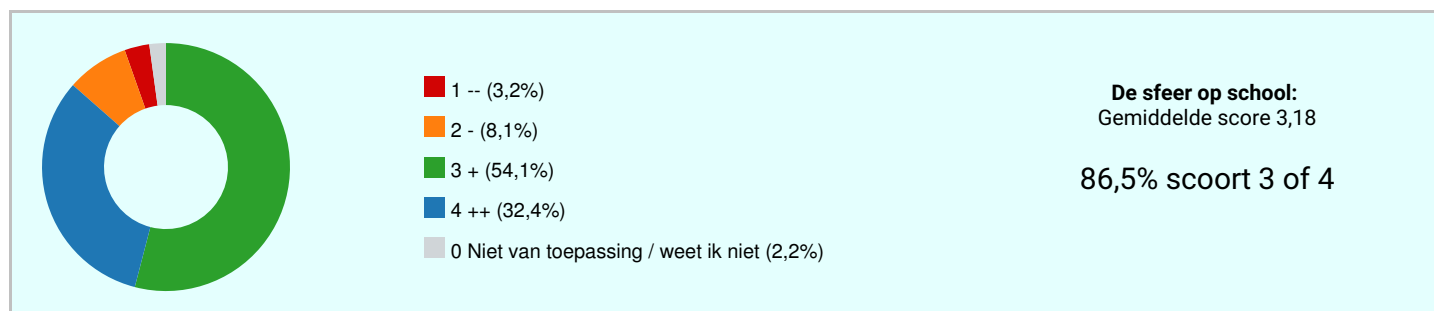 1 -- (3,2%)
2 - (8,1%)
3 + (54,1%)
4 ++ (32,4%)
0 Niet van toepassing / weet ik niet (2,2%)
De sfeer op school:
Gemiddelde score 3,18
86,5% scoort 3 of 4